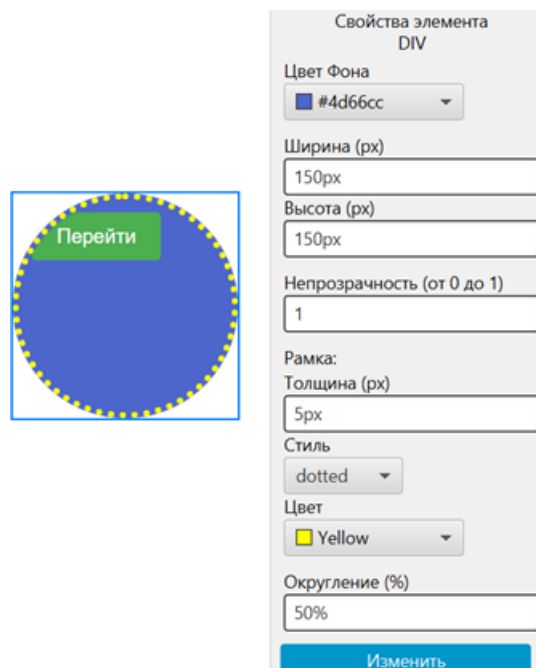 Перейти
Свойства элемента
DIV
Цвет Фона
#4d66cc
Ширина (px)
150px
Высота (px)
150px
Непрозрачность (от 0 до 1)
1
Рамка:
Толщина (px)
5px
Стиль
dotted
Цвет
Yellow
Округление (%)
50%
Изменить